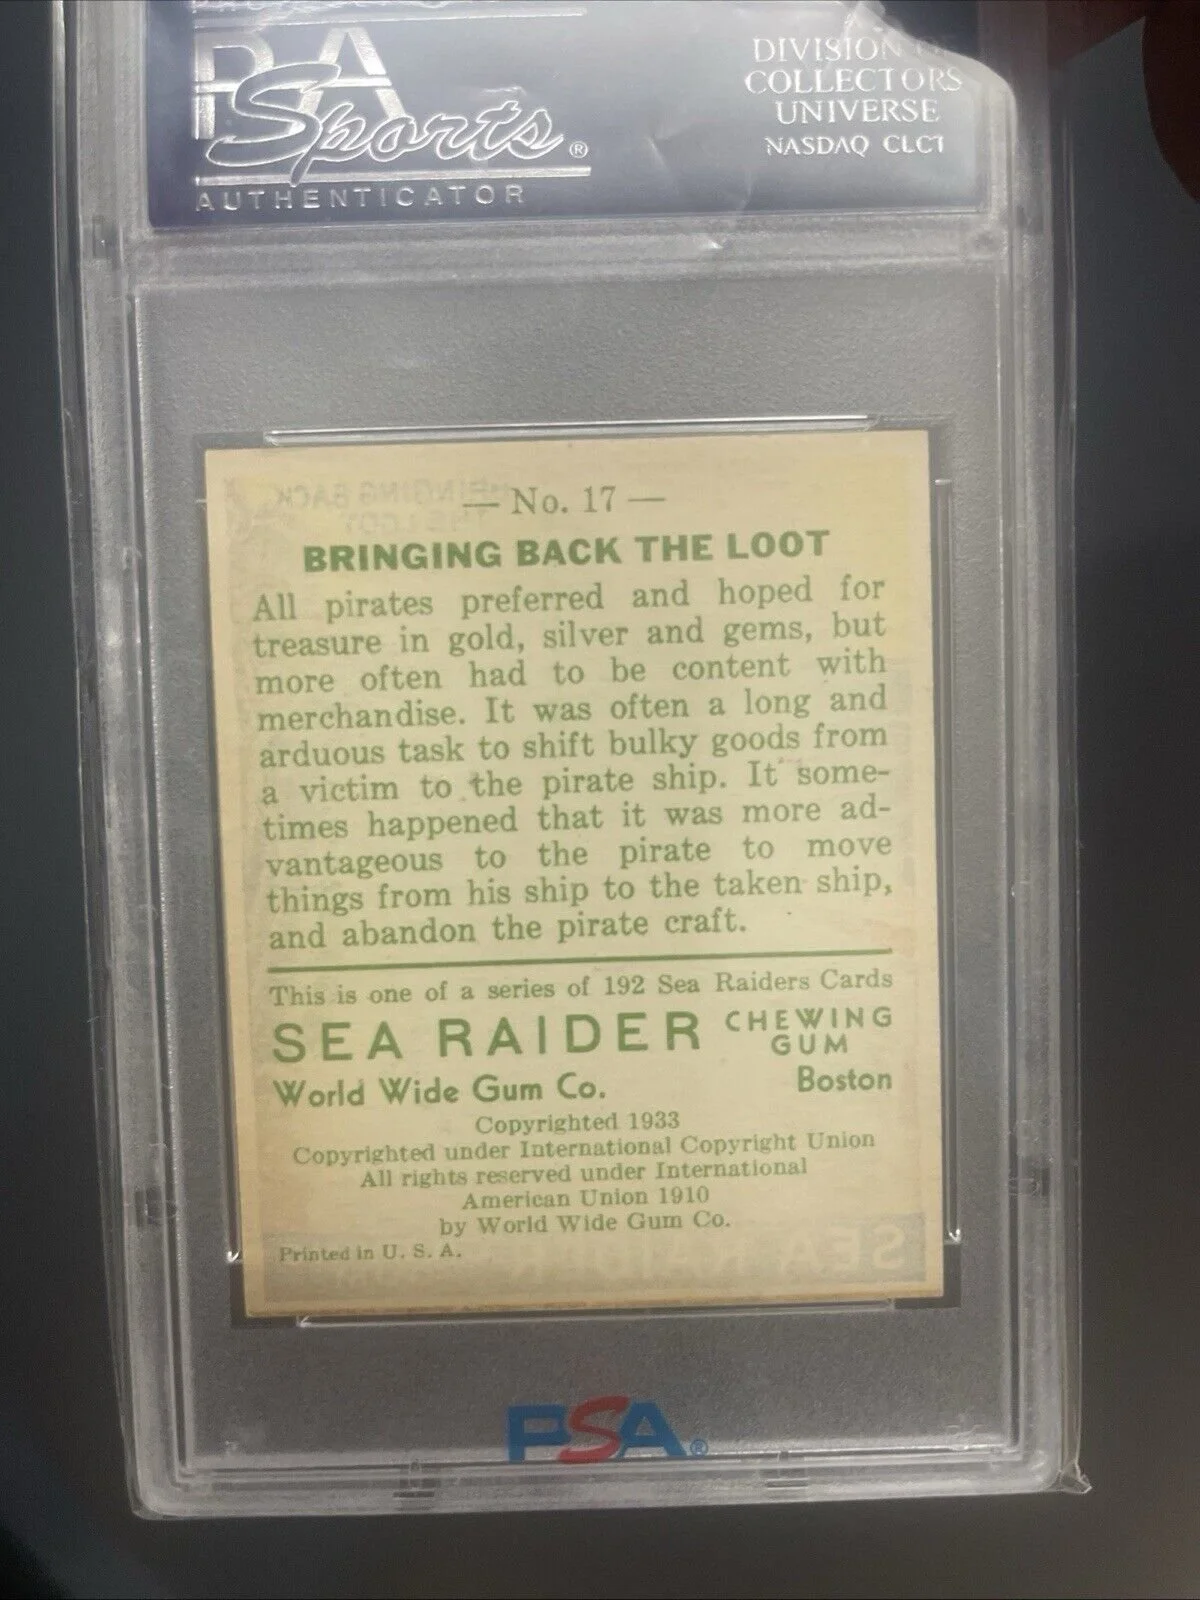 PSA
Sports®
AUTHENTICATOR
DIVISION OF
COLLECTORS
UNIVERSE
NASDAQ CLCT
— No. 17 —
BRINGING BACK THE LOOT
All pirates preferred and hoped for
treasure in gold, silver and gems, but
more often had to be content with
merchandise. It was often a long and
arduous task to shift bulky goods from
a victim to the pirate ship. It some-
times happened that it was more ad-
vantageous to the pirate to move
things from his ship to the taken ship,
and abandon the pirate craft.
This is one of a series of 192 Sea Raiders Cards
SEA RAIDER CHEWING GUM
World Wide Gum Co. Boston
Copyrighted 1933
Copyrighted under International Copyright Union
All rights reserved under International
American Union 1910
by World Wide Gum Co.
Printed in U. S. A.
PSA®